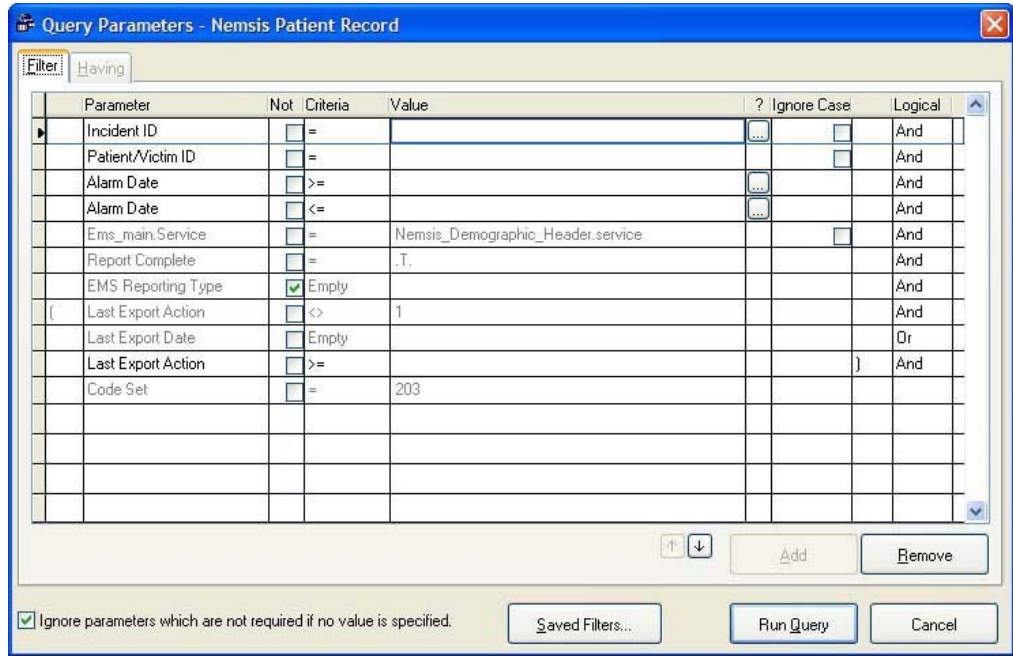 Query Parameters - Nemsis Patient Record
Filter Having
Parameter Not Criteria Value ? Ignore Case Logical
Incident ID = ... And
Patient/Victim ID = And
Alarm Date >= ... And
Alarm Date <= ... And
Ems_main.Service = Nemsis_Demographic_Header.service And
Report Complete = .T. And
EMS Reporting Type Empty And
( Last Export Action <> 1 And
Last Export Date Empty Or
Last Export Action >= ) And
Code Set = 203
Add Remove
Ignore parameters which are not required if no value is specified. Saved Filters... Run Query Cancel